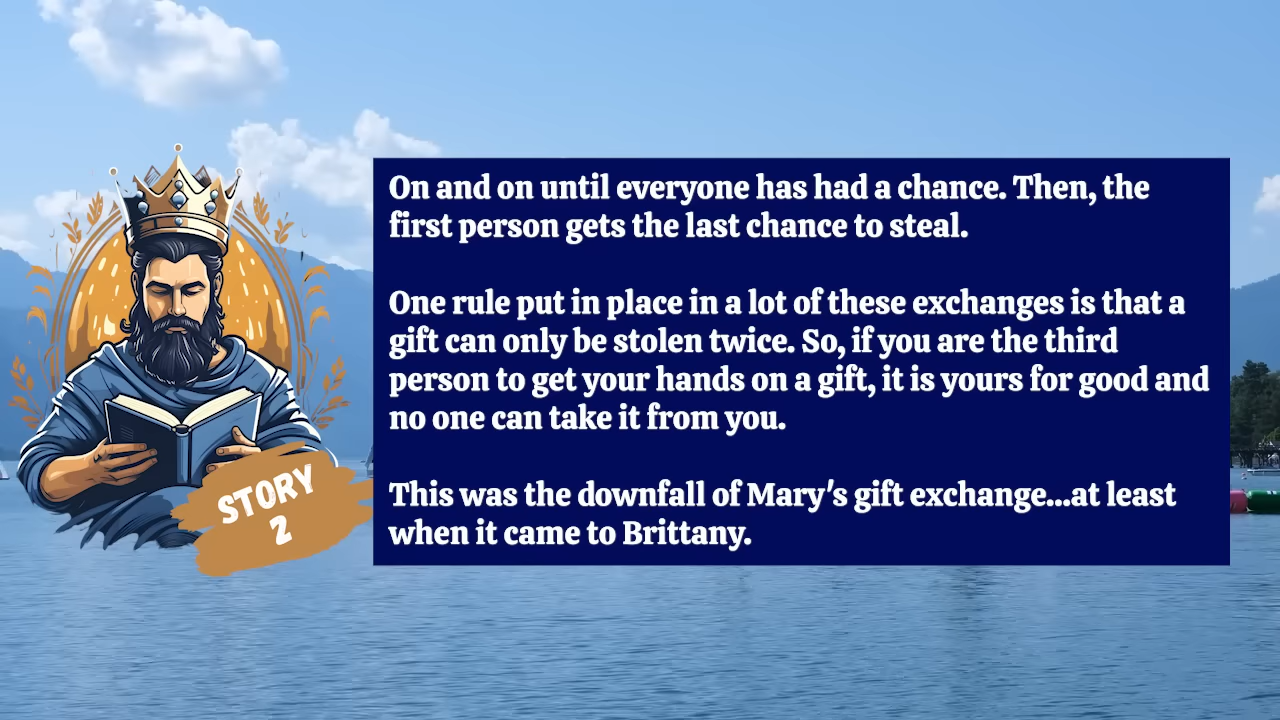 On and on until everyone has had a chance. Then, the
first person gets the last chance to steal.
One rule put in place in a lot of these exchanges is that a
gift can only be stolen twice. So, if you are the third
person to get your hands on a gift, it is yours for good and
no one can take it from you.
This was the downfall of Mary's gift exchange...at least
when it came to Brittany.
STORY
2